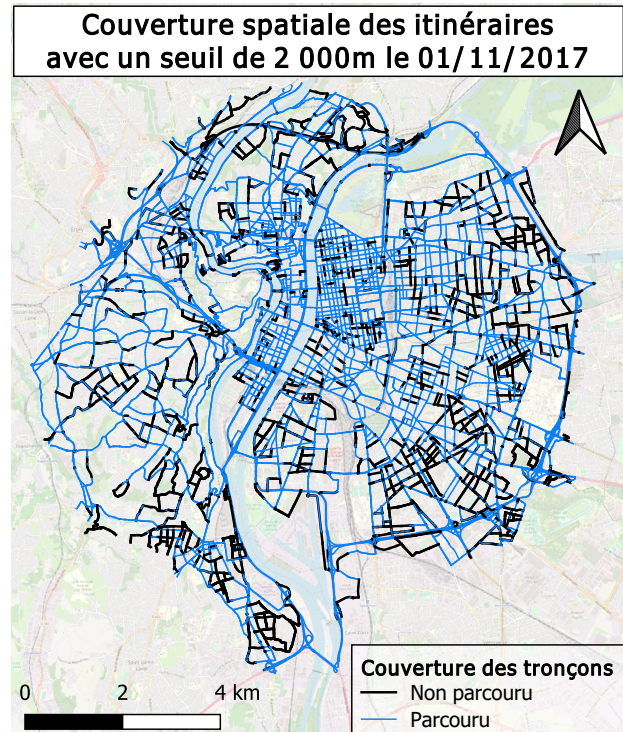 Couverture spatiale des itinéraires
avec un seuil de 2 000m le 01/11/2017
0 2 4 km
Couverture des tronçons
Non parcouru
Parcouru